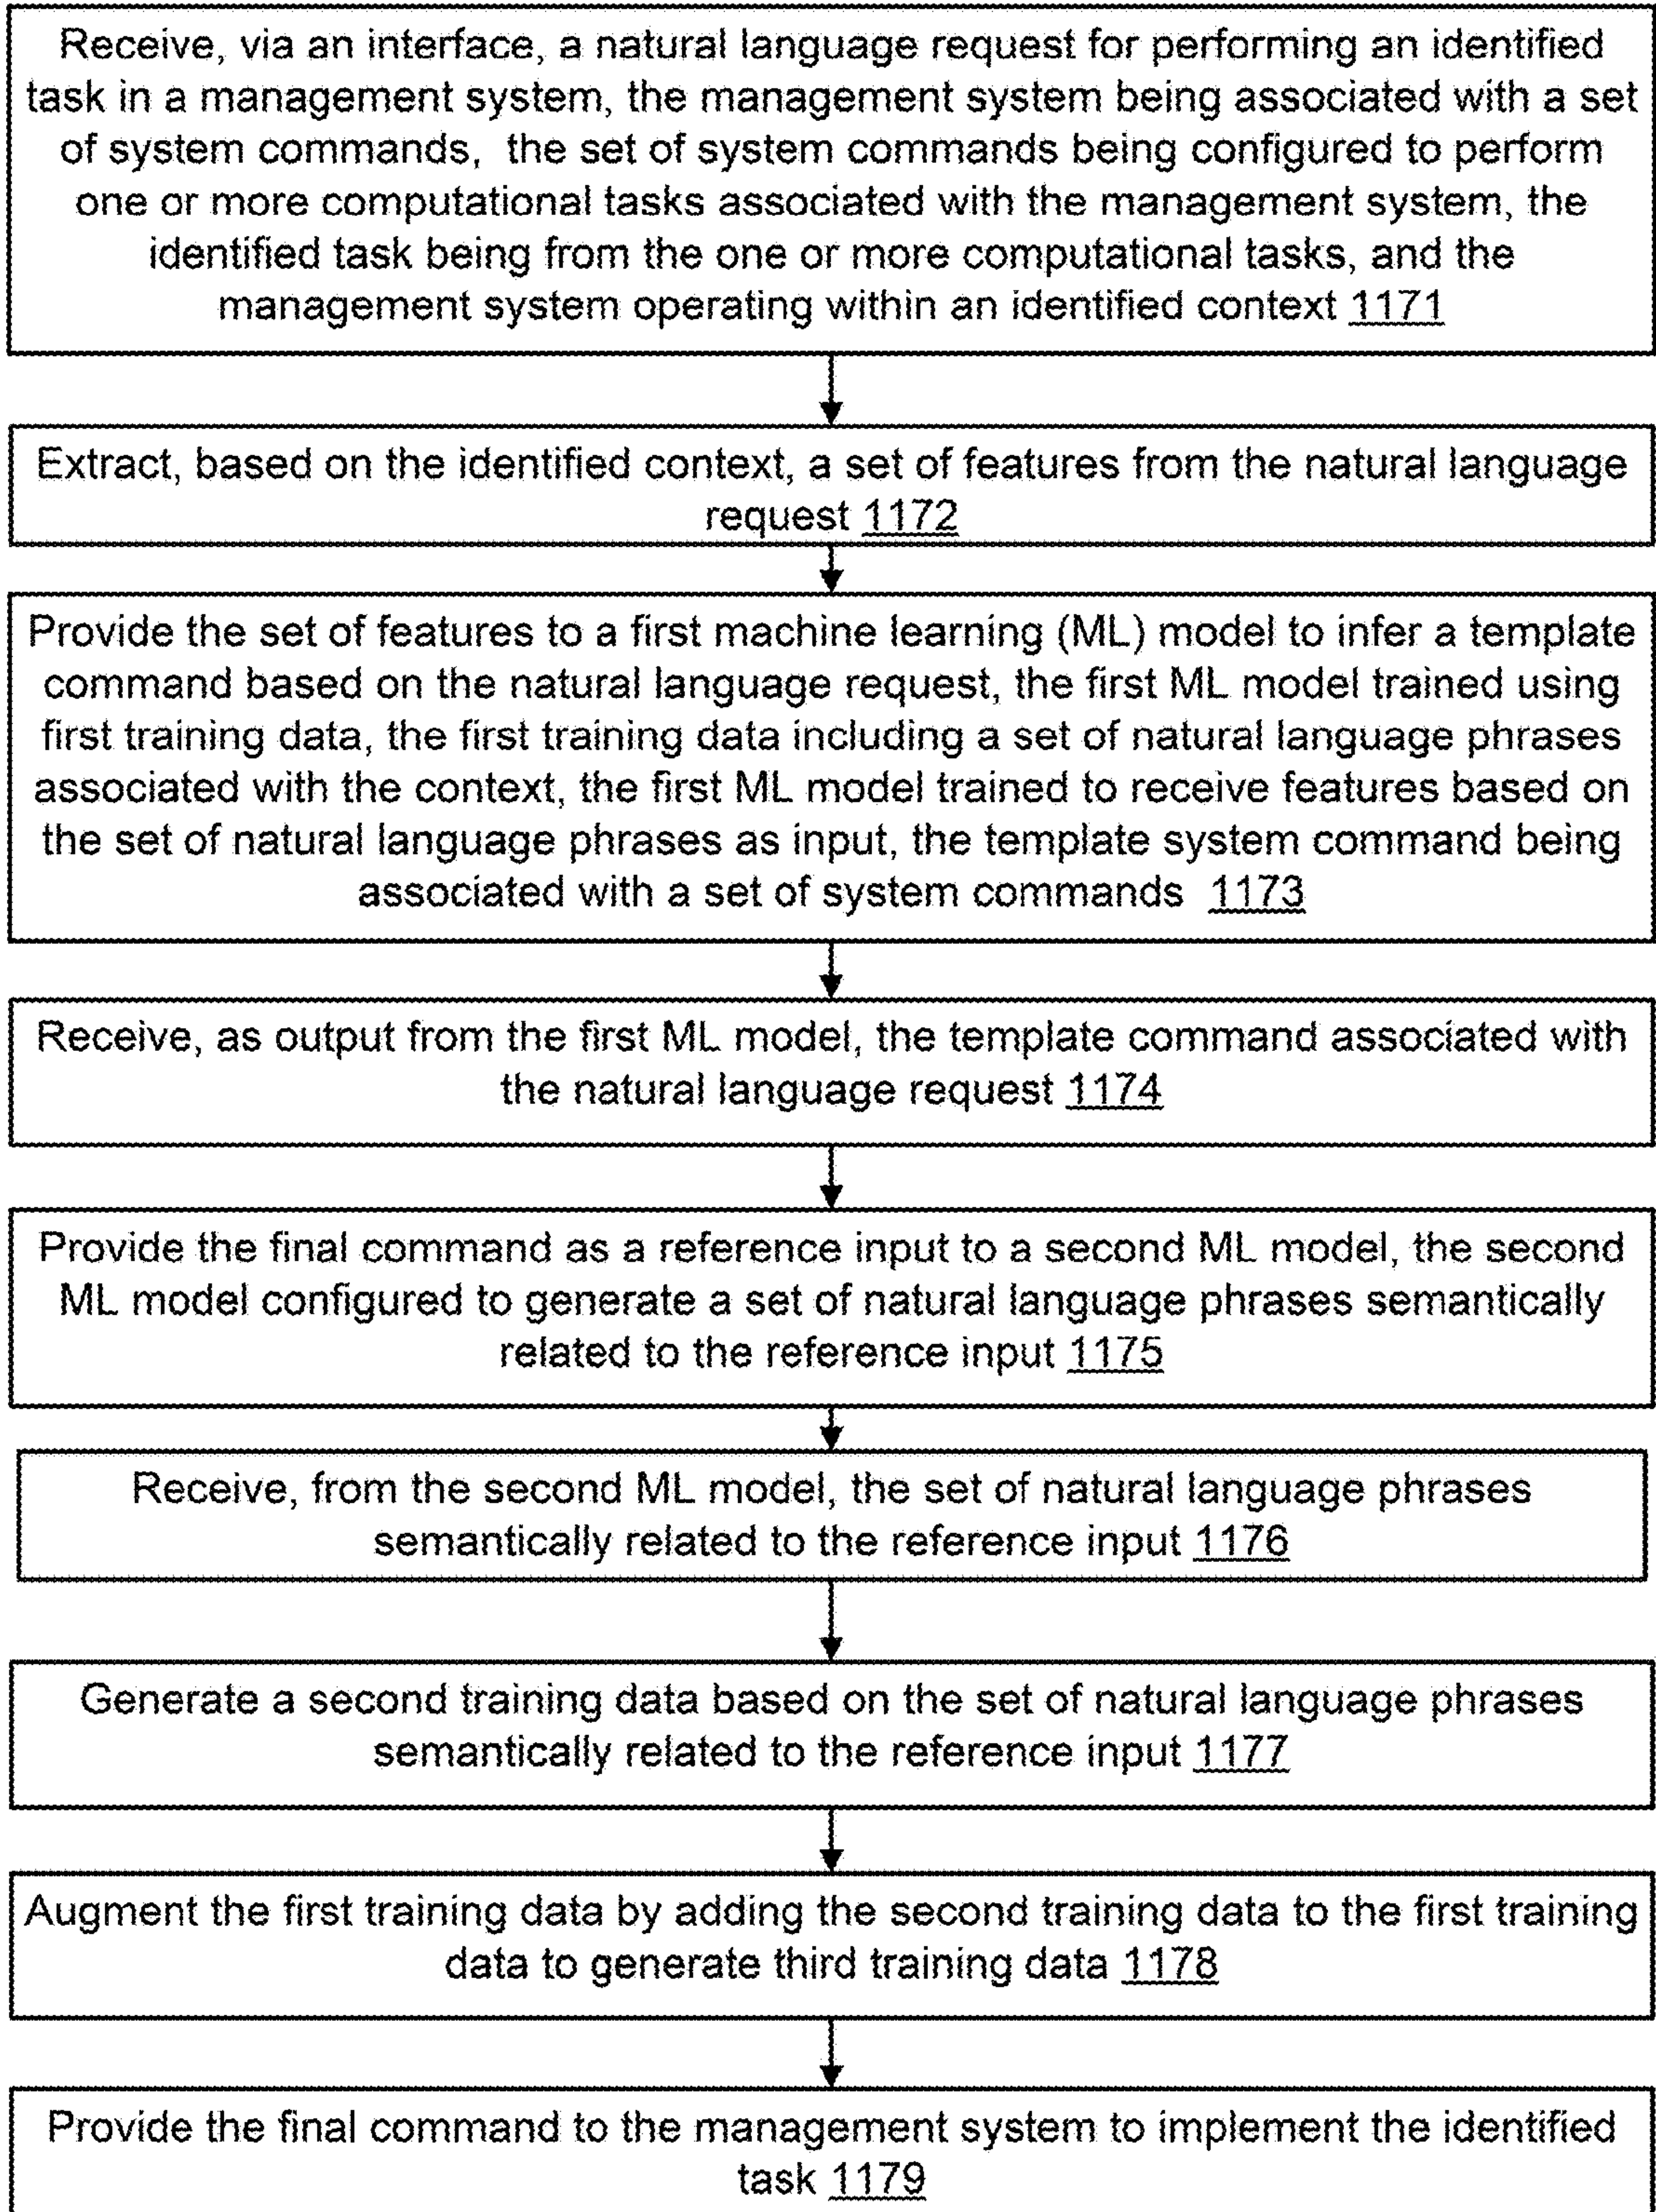 Receive, via an interface, a natural language request for performing an identified
task in a management system, the management system being associated with a set
of system commands, the set of system commands being configured to perform
one or more computational tasks associated with the management system, the
identified task being from the one or more computational tasks, and the
management system operating within an identified context 1171
Extract, based on the identified context, a set of features from the natural language
request 1172
Provide the set of features to a first machine learning (ML) model to infer a template
command based on the natural language request, the first ML model trained using
first training data, the first training data including a set of natural language phrases
associated with the context, the first ML model trained to receive features based on
the set of natural language phrases as input, the template system command being
associated with a set of system commands 1173
Receive, as output from the first ML model, the template command associated with
the natural language request 1174
Provide the final command as a reference input to a second ML model, the second
ML model configured to generate a set of natural language phrases semantically
related to the reference input 1175
Receive, from the second ML model, the set of natural language phrases
semantically related to the reference input 1176
Generate a second training data based on the set of natural language phrases
semantically related to the reference input 1177
Augment the first training data by adding the second training data to the first training
data to generate third training data 1178
Provide the final command to the management system to implement the identified
task 1179